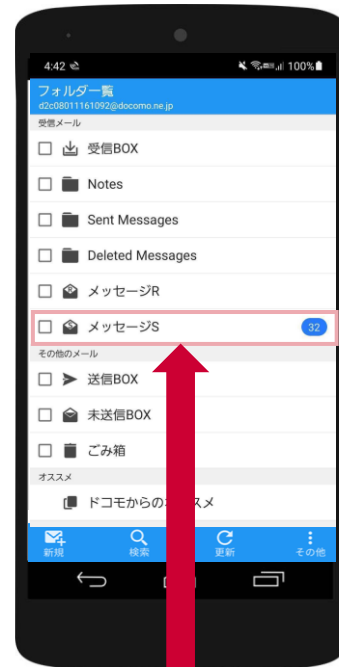 4:42 100%
フォルダ一覧
d2c08011161092@docomo.ne.jp
受信メール
受信BOX
Notes
Sent Messages
Deleted Messages
メッセージR
メッセージS 32
その他のメール
送信BOX
未送信BOX
ごみ箱
オススメ
ドコモからの スメ
新規 検索 更新 その他